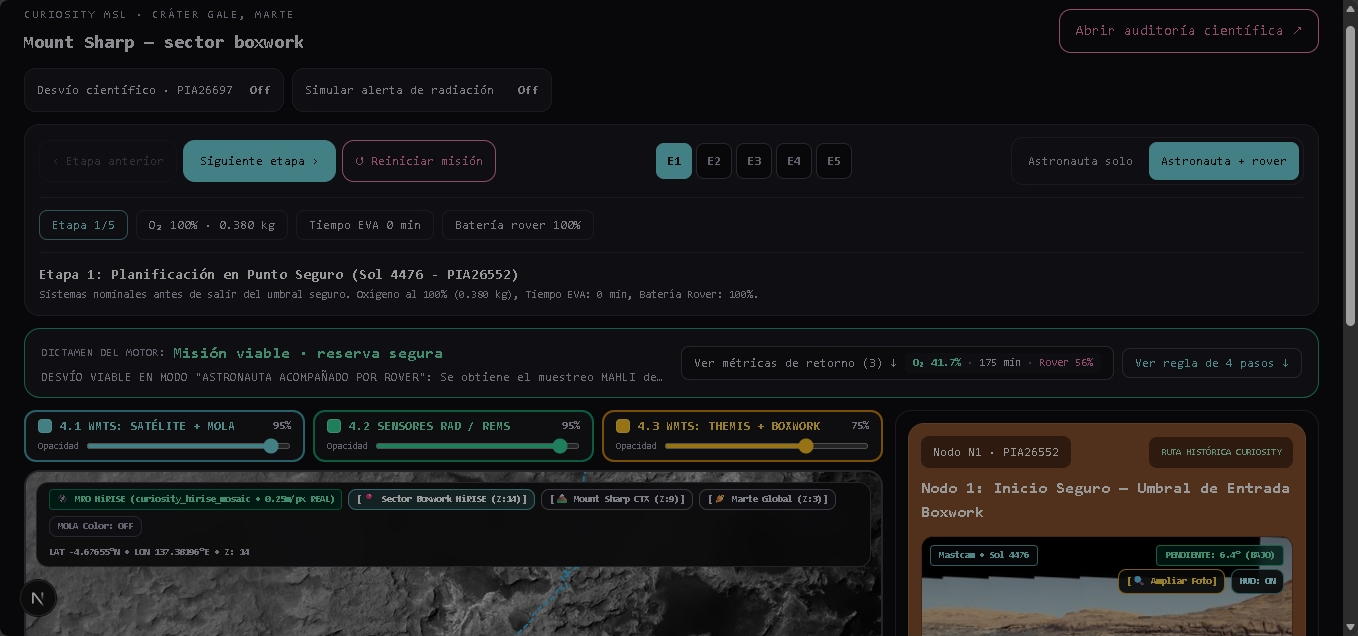 CURIOSITY MSL · CRÁTER GALE, MARTE
Mount Sharp — sector boxwork
Abrir auditoría científica ↗
Desvío científico · PIA26697 Off
Simular alerta de radiación Off
‹ Etapa anterior
Siguiente etapa ›
↺ Reiniciar misión
E1 E2 E3 E4 E5
Astronauta solo
Astronauta + rover
Etapa 1/5
O₂ 100% · 0.380 kg
Tiempo EVA 0 min
Batería rover 100%
Etapa 1: Planificación en Punto Seguro (Sol 4476 - PIA26552)
Sistemas nominales antes de salir del umbral seguro. Oxígeno al 100% (0.380 kg), Tiempo EVA: 0 min, Batería Rover: 100%.
DICTAMEN DEL MOTOR: Misión viable · reserva segura
DESVÍO VIABLE EN MODO "ASTRONAUTA ACOMPAÑADO POR ROVER": Se obtiene el muestreo MAHLI de…
Ver métricas de retorno (3) ↓ O₂ 41.7% · 175 min · Rover 56%
Ver regla de 4 pasos ↓
4.1 WMTS: SATÉLITE + MOLA 95%
Opacidad
4.2 SENSORES RAD / REMS 95%
Opacidad
4.3 WMTS: THEMIS + BOXWORK 75%
Opacidad
MRO HiRISE (curiosity_hirise_mosaic • 0.25m/px REAL)
[ Sector Boxwork HiRISE (Z:14)]
[ Mount Sharp CTX (Z:9)]
[ Marte Global (Z:3)]
MOLA Color: OFF
LAT -4.67655°N • LON 137.38196°E • Z: 14
N
Nodo N1 · PIA26552
RUTA HISTÓRICA CURIOSITY
Nodo 1: Inicio Seguro — Umbral de Entrada
Boxwork
Mastcam • Sol 4476
PENDIENTE: 6.4° (BAJO)
[ Ampliar Foto]
HUD: ON